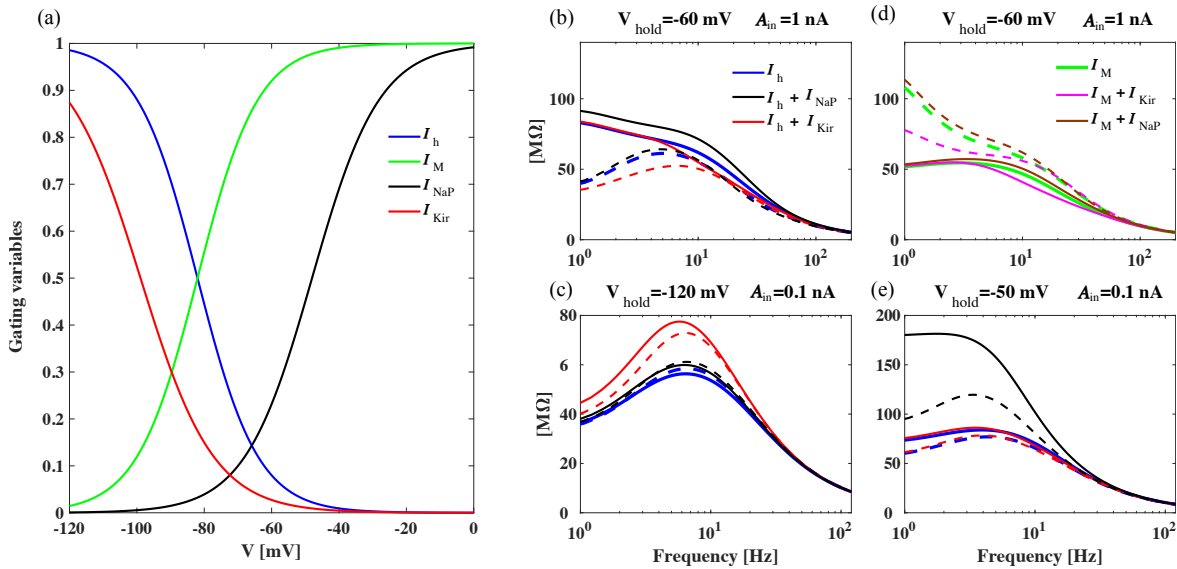 (a)
1
0.9
0.8
0.7
0.6
0.5
0.4
0.3
0.2
0.1
0
-120 -100 -80 -60 -40 -20 0
V [mV]
Gating variables
I h
I M
I NaP
I Kir
(b)
V hold=-60 mV A in=1 nA
100
50
0
[MΩ]
10^0 10^1 10^2
I h
I h + I NaP
I h + I Kir
(d)
V hold=-60 mV A in=1 nA
100
50
0
10^0 10^1 10^2
I M
I M + I Kir
I M + I NaP
(c)
V hold=-120 mV A in=0.1 nA
80
6
40
20
0
[MΩ]
10^0 10^1 10^2
Frequency [Hz]
(e)
V hold=-50 mV A in=0.1 nA
200
150
100
50
0
10^0 10^1 10^2
Frequency [Hz]